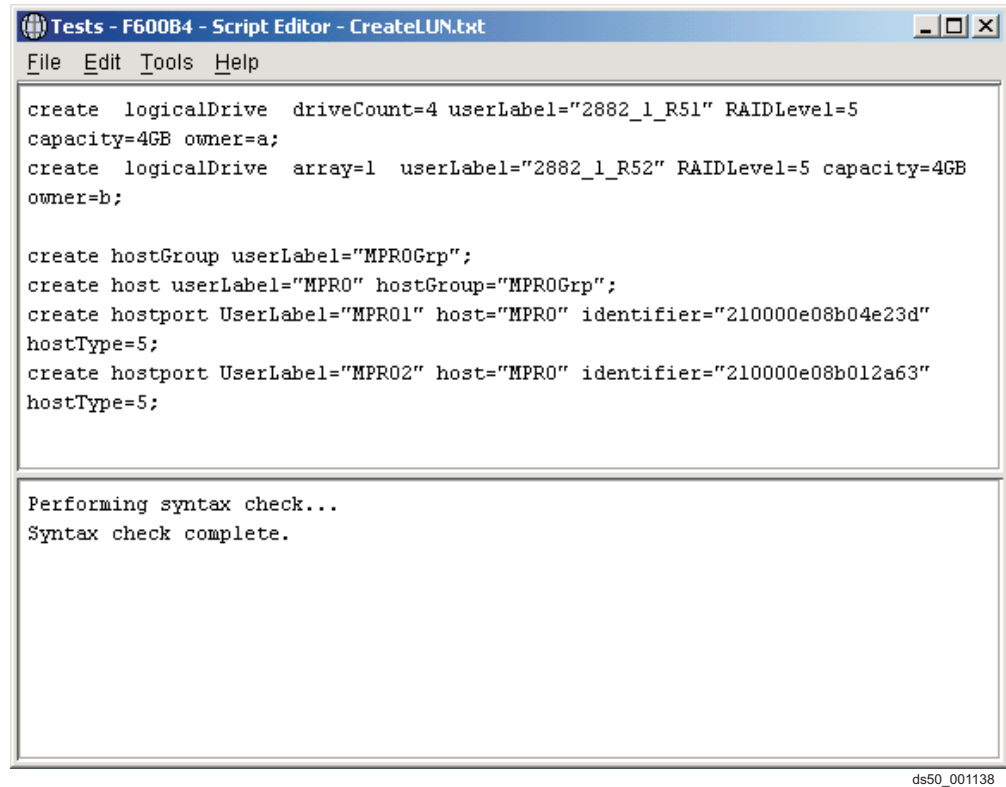 Tests - F600B4 - Script Editor - CreateLUN.txt
File Edit Tools Help
create logicalDrive driveCount=4 userLabel="2882_1_R51" RAIDLevel=5
capacity=4GB owner=a;
create logicalDrive array=1 userLabel="2882_1_R52" RAIDLevel=5 capacity=4GB
owner=b;
create hostGroup userLabel="MPR0Grp";
create host userLabel="MPR0" hostGroup="MPR0Grp";
create hostport UserLabel="MPR01" host="MPR0" identifier="210000e08b04e23d"
hostType=5;
create hostport UserLabel="MPR02" host="MPR0" identifier="210000e08b012a63"
hostType=5;
Performing syntax check...
Syntax check complete.
ds50_001138